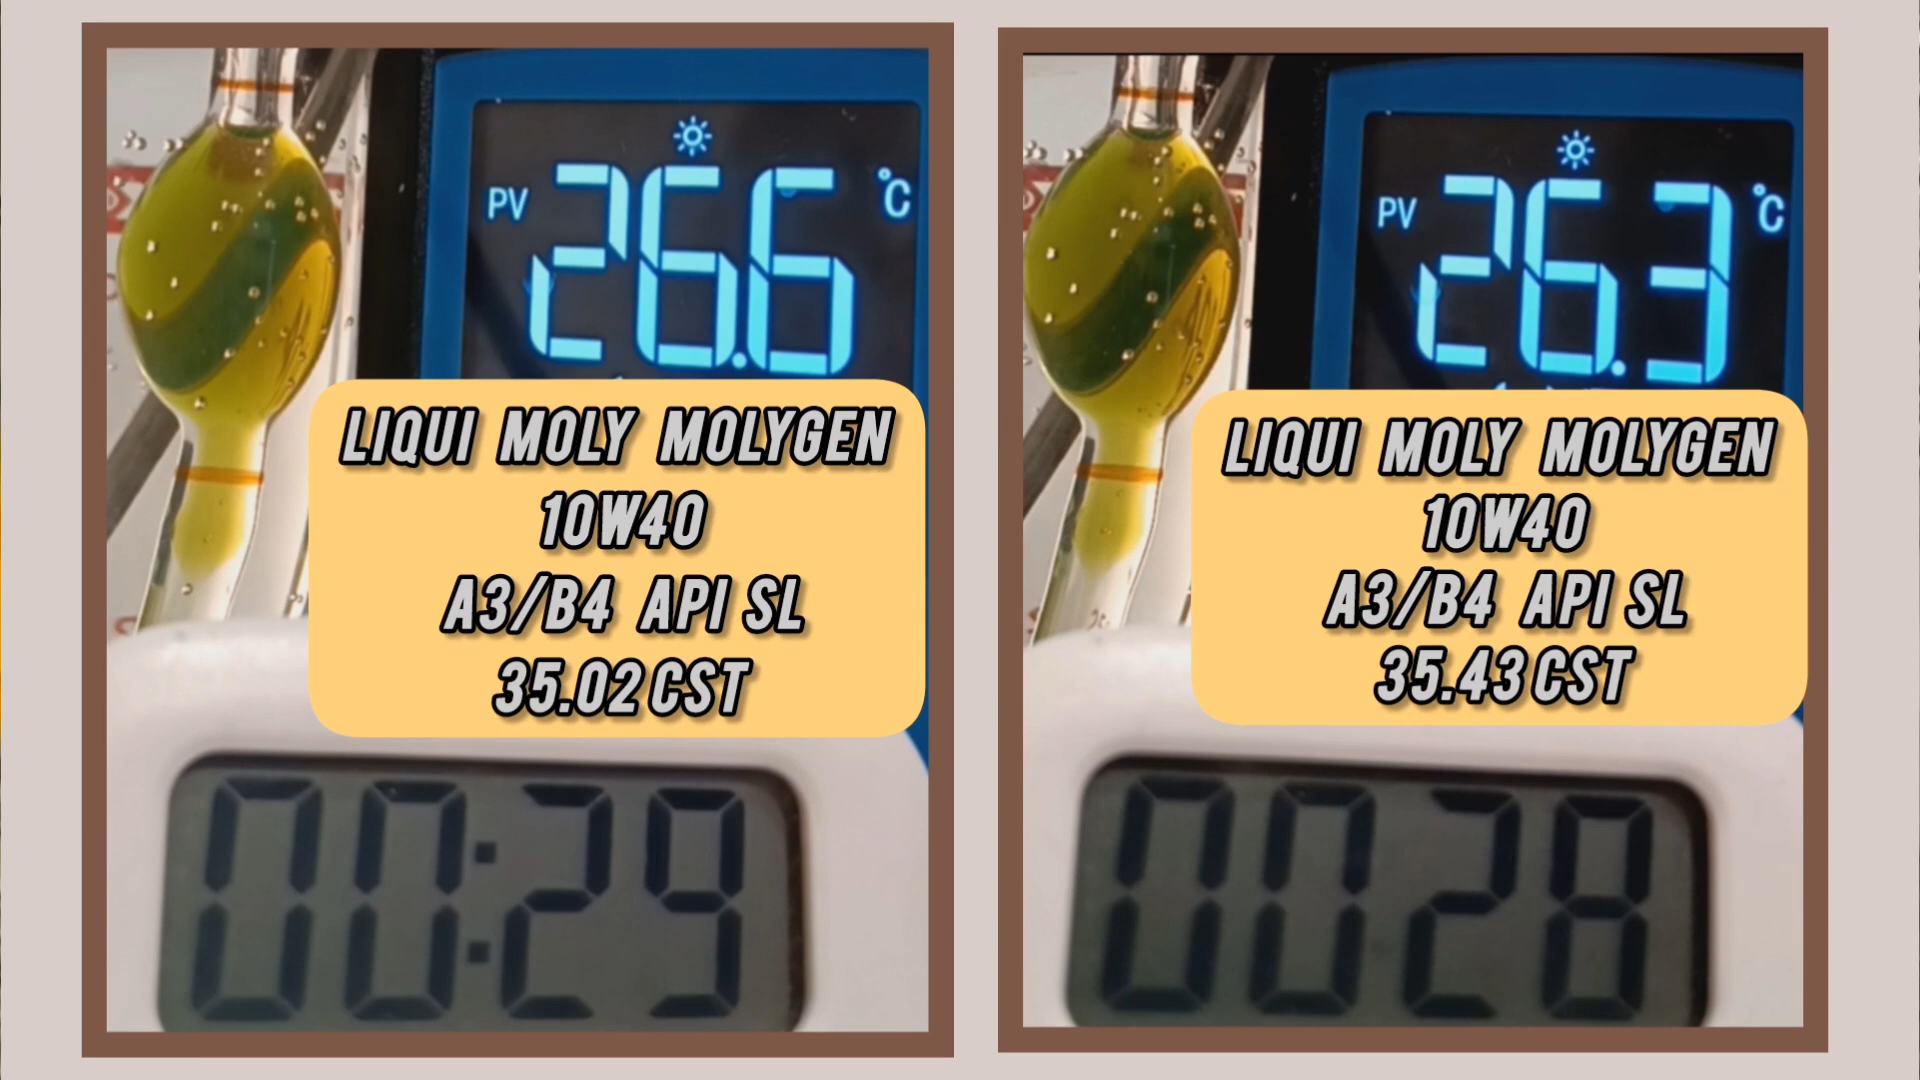 PV 26.6 °C
LIQUI MOLY MOLYGEN
10W40
A3/B4 API SL
35.02 CST
00:29
PV 26.3 °C
LIQUI MOLY MOLYGEN
10W40
A3/B4 API SL
35.43 CST
00 28